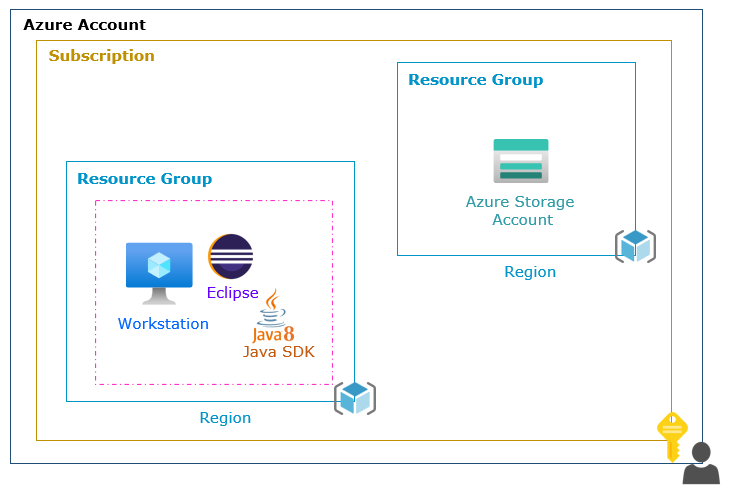 Azure Account
Subscription
Resource Group
Azure Storage
Account
Region
Resource Group
Workstation
Eclipse
Java8
Java SDK
Region